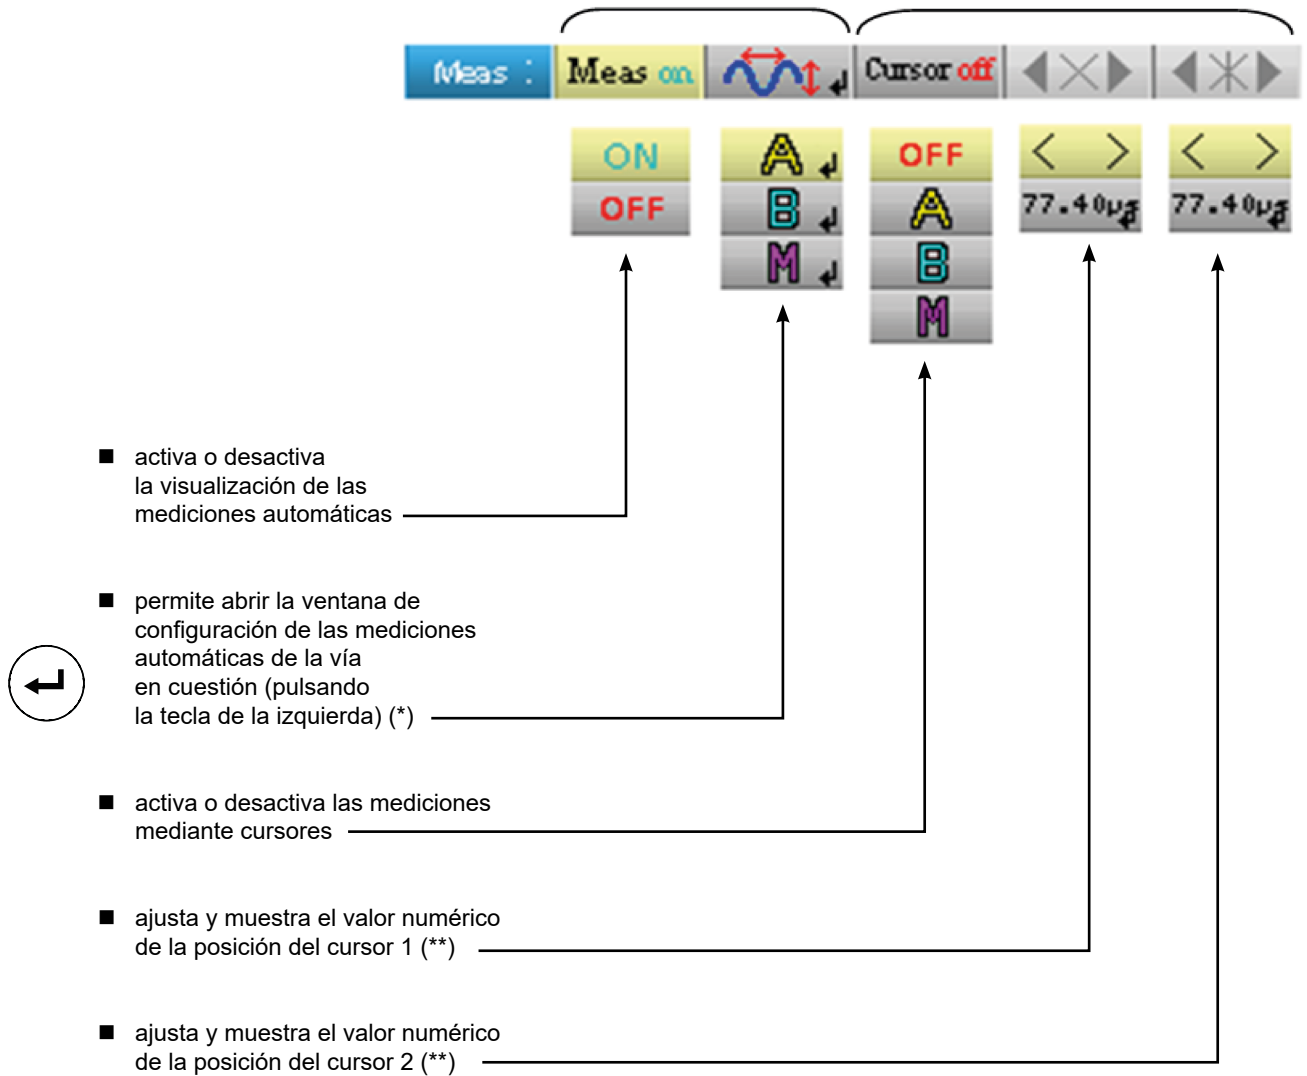 Meas : Meas on Cursor off
ON A OFF < > < >
OFF B A 77.40µs 77.40µs
M B
M
activa o desactiva
la visualización de las
mediciones automáticas
permite abrir la ventana de
configuración de las mediciones
automáticas de la vía
en cuestión (pulsando
la tecla de la izquierda) (*)
activa o desactiva las mediciones
mediante cursores
ajusta y muestra el valor numérico
de la posición del cursor 1 (**)
ajusta y muestra el valor numérico
de la posición del cursor 2 (**)